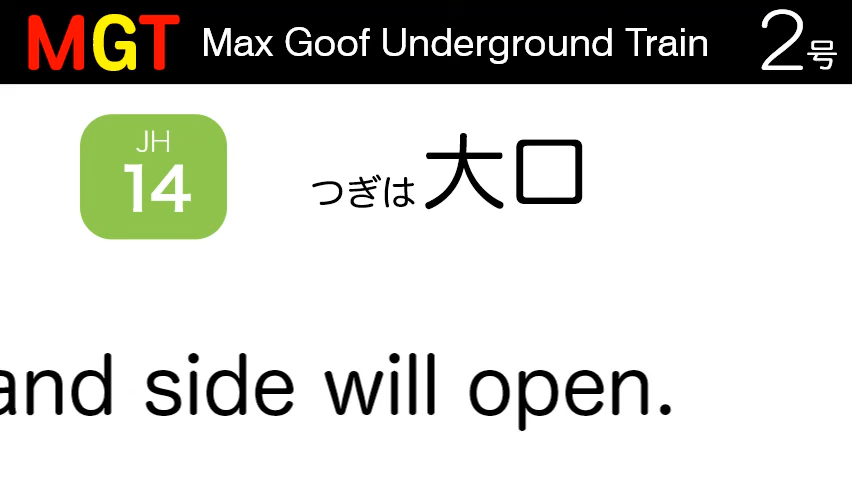 MGT Max Goof Underground Train 2号
JH
14
つぎは 大口
and side will open.